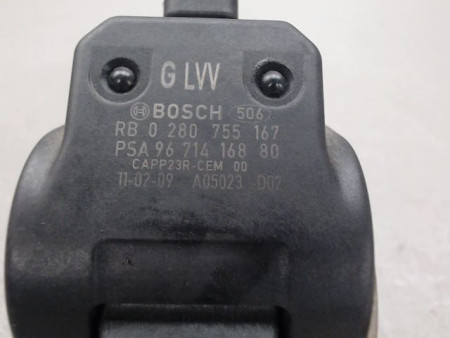 GLW
BOSCH 506
RB 0 280 755 167
PSA 96 714 168 80
CAPP23R-CEM 00
11-02-09 A05023 -D02